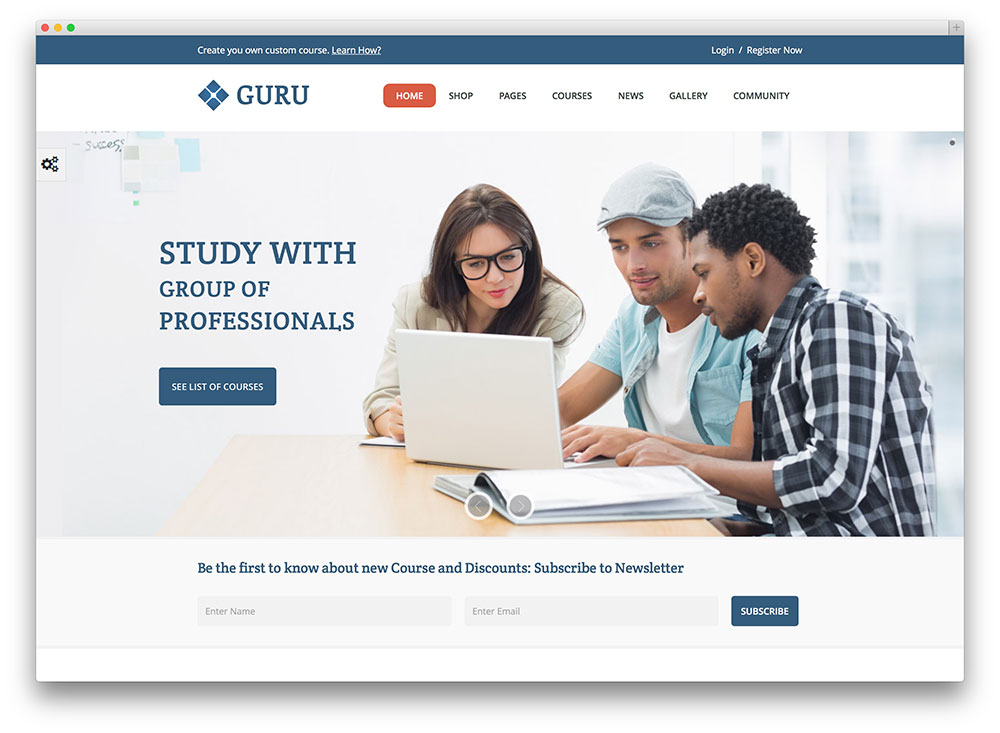 Create you own custom course. Learn How?
Login / Register Now
GURU
HOME
SHOP
PAGES
COURSES
NEWS
GALLERY
COMMUNITY
success
STUDY WITH
GROUP OF
PROFESSIONALS
SEE LIST OF COURSES
Be the first to know about new Course and Discounts: Subscribe to Newsletter
Enter Name
Enter Email
SUBSCRIBE